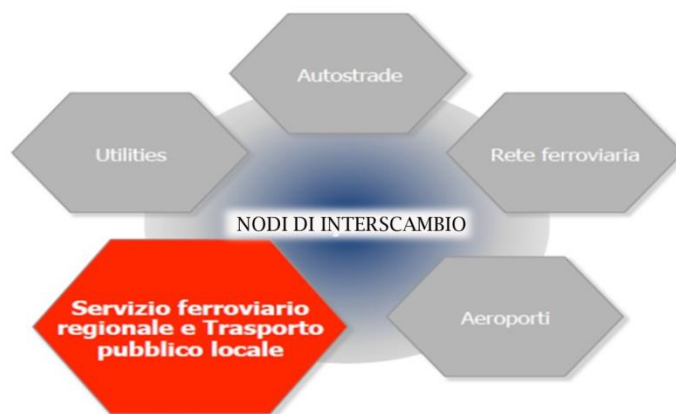 Autostrade
Utilities
Rete ferroviaria
NODI DI INTERSCAMBIO
Servizio ferroviario
regionale e Trasporto
pubblico locale
Aeroporti